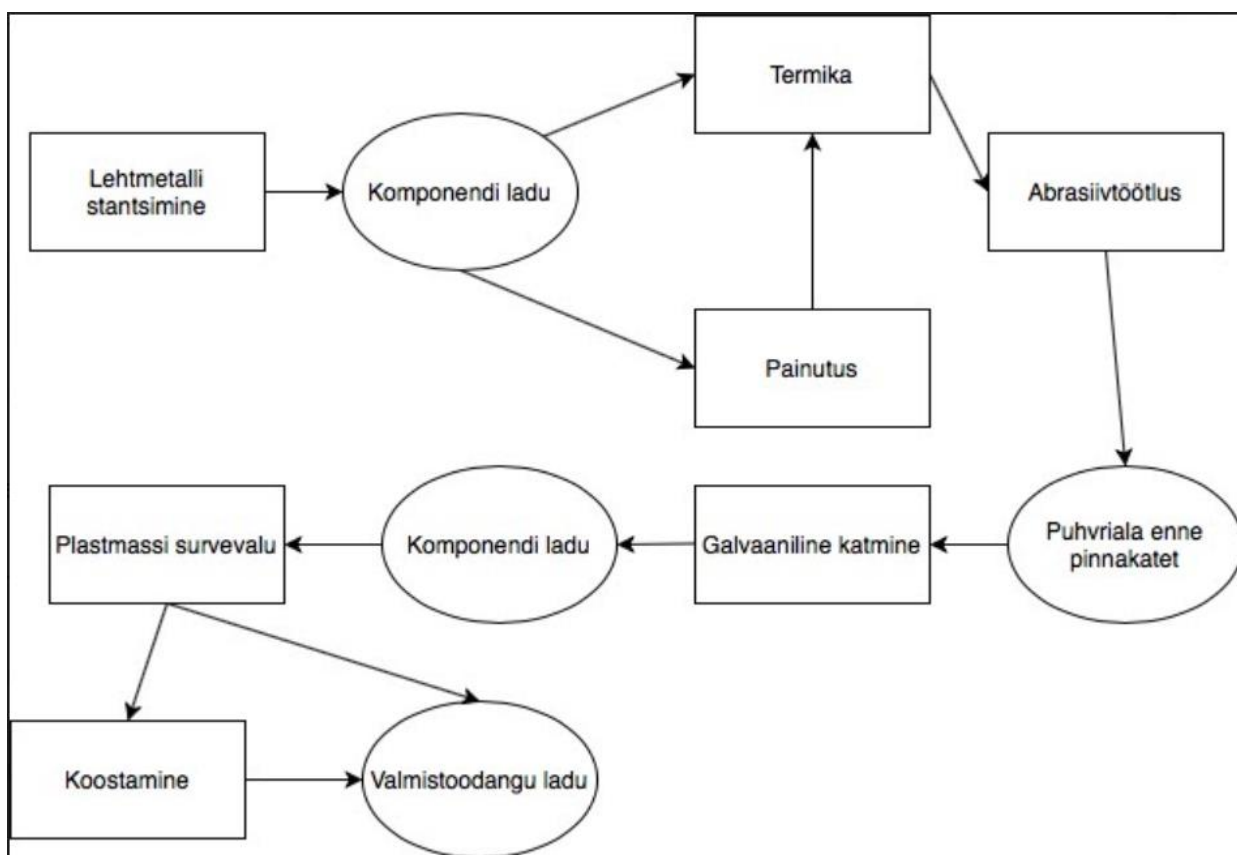 Termika
Lehtmetalli
stantsimine
Komponendi ladu
Abrasiivtöötlus
Painutus
Plastmassi survevalu
Komponendi ladu
Galvaaniline katmine
Puhvriala enne
pinnakatet
Koostamine
Valmistoodangu ladu